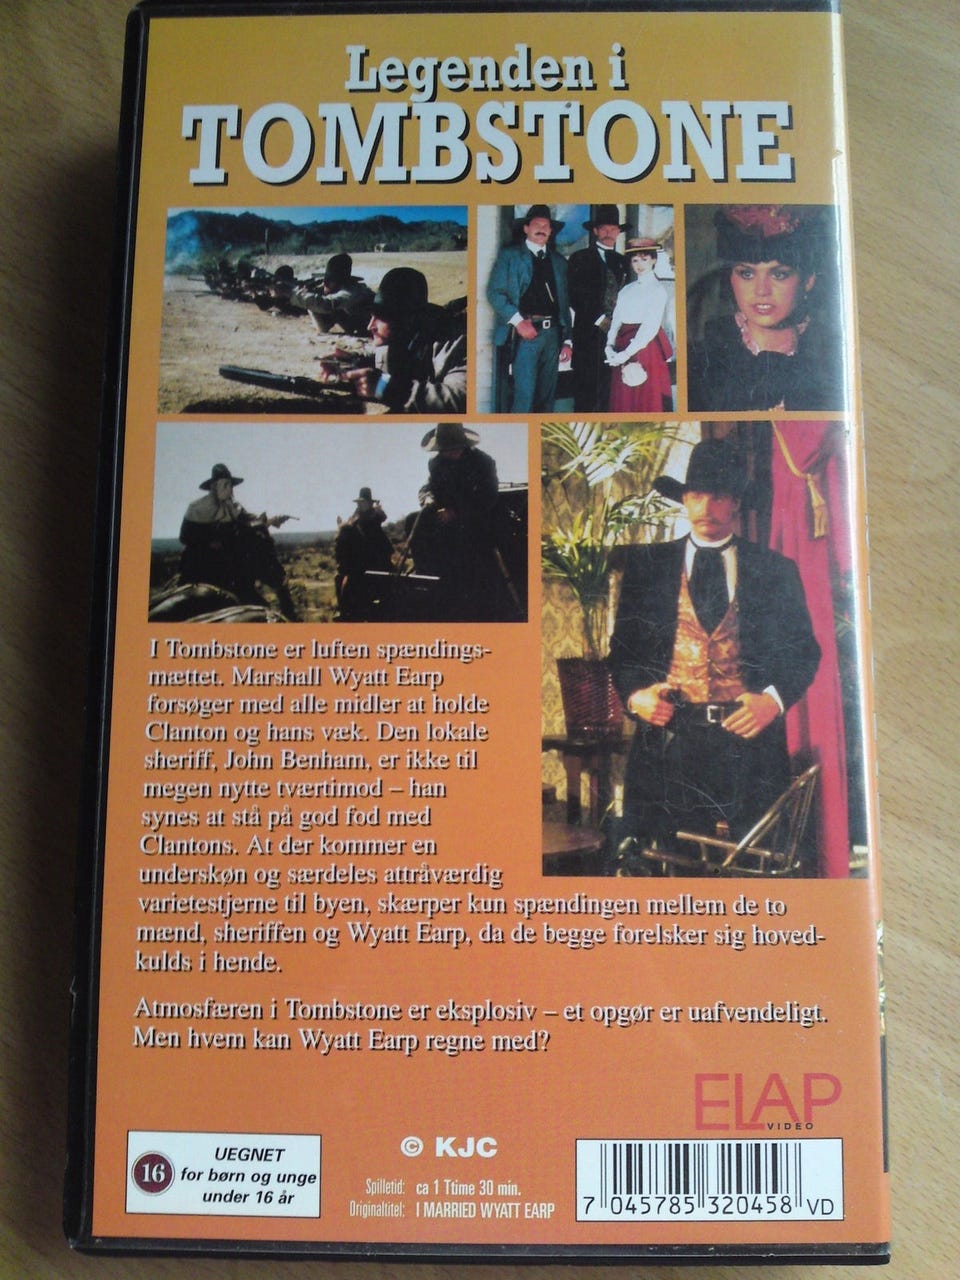 Legenden i
TOMBSTONE
I Tombstone er luften spændings-
mættet. Marshall Wyatt Earp
forsøger med alle midler at holde
Clanton og hans væk. Den lokale
sheriff, John Benham, er ikke til
megen nytte tværtimod – han
synes at stå på god fod med
Clantons. At der kommer en
underskøn og særdeles attråværdig
varietestjerne til byen, skærper kun spændingen mellem de to
mænd, sheriffen og Wyatt Earp, da de begge forelsker sig hoved-
kulds i hende.
Atmosfæren i Tombstone er eksplosiv – et opgør er uafvendeligt.
Men hvem kan Wyatt Earp regne med?
ELAP
VIDEO
16
UEGNET
for børn og unge
under 16 år
© KJC
Spilletid: ca 1 Ttime 30 min.
Originaltitel: I MARRIED WYATT EARP
7 045785 320458 VD